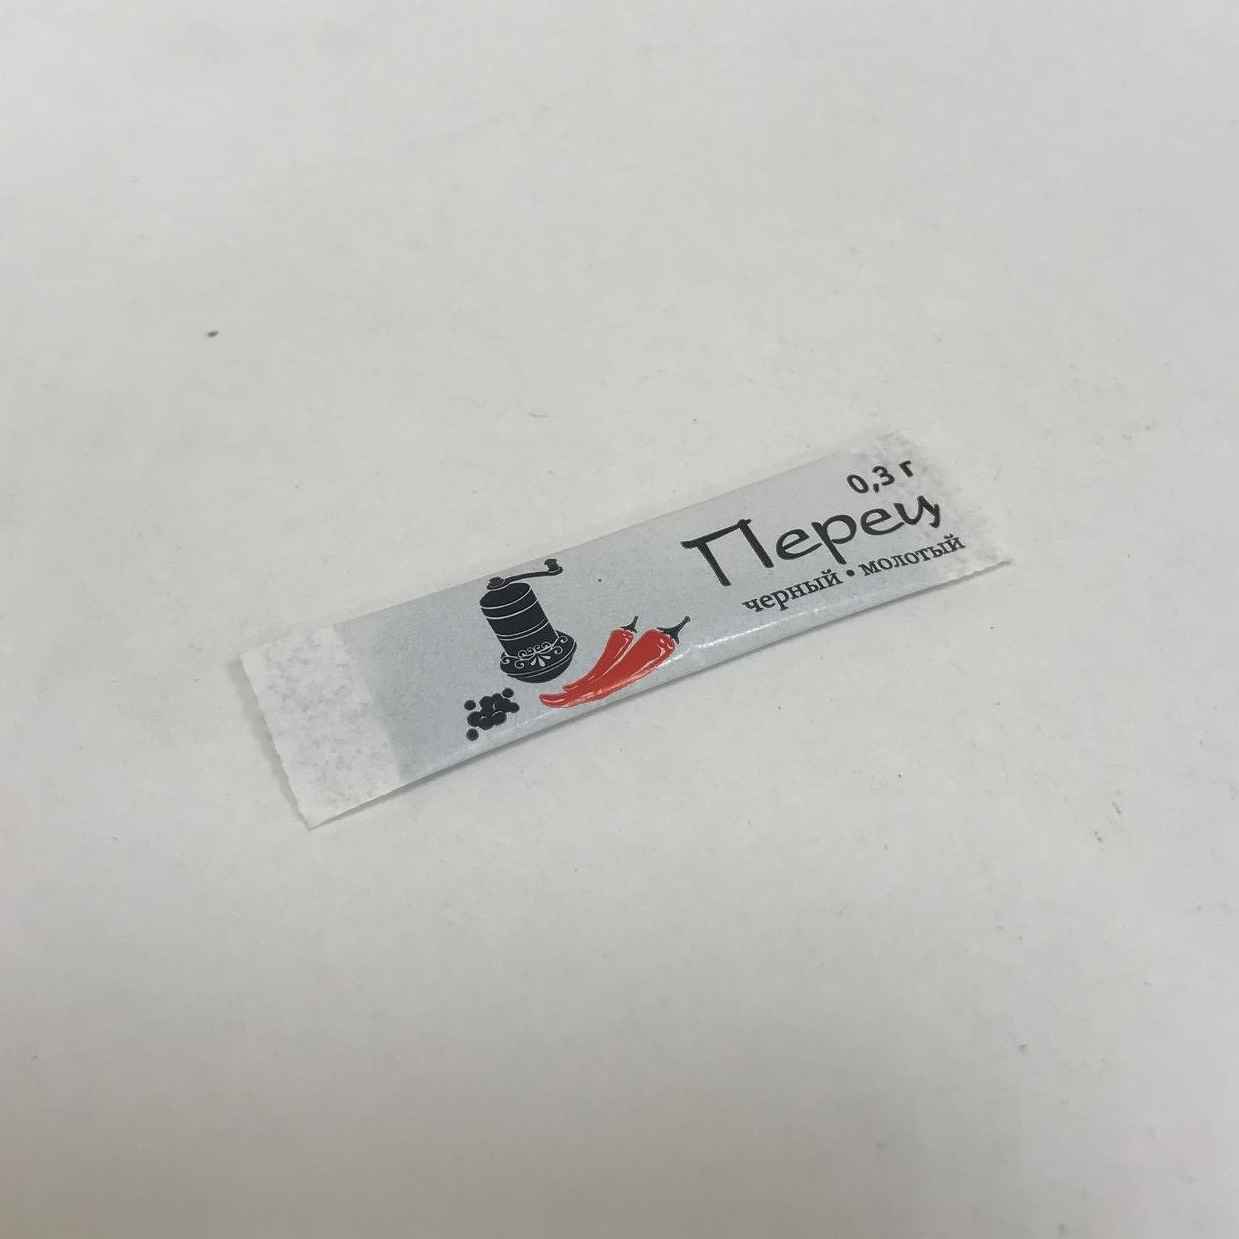 0,3 г
Перец
черный • молотый